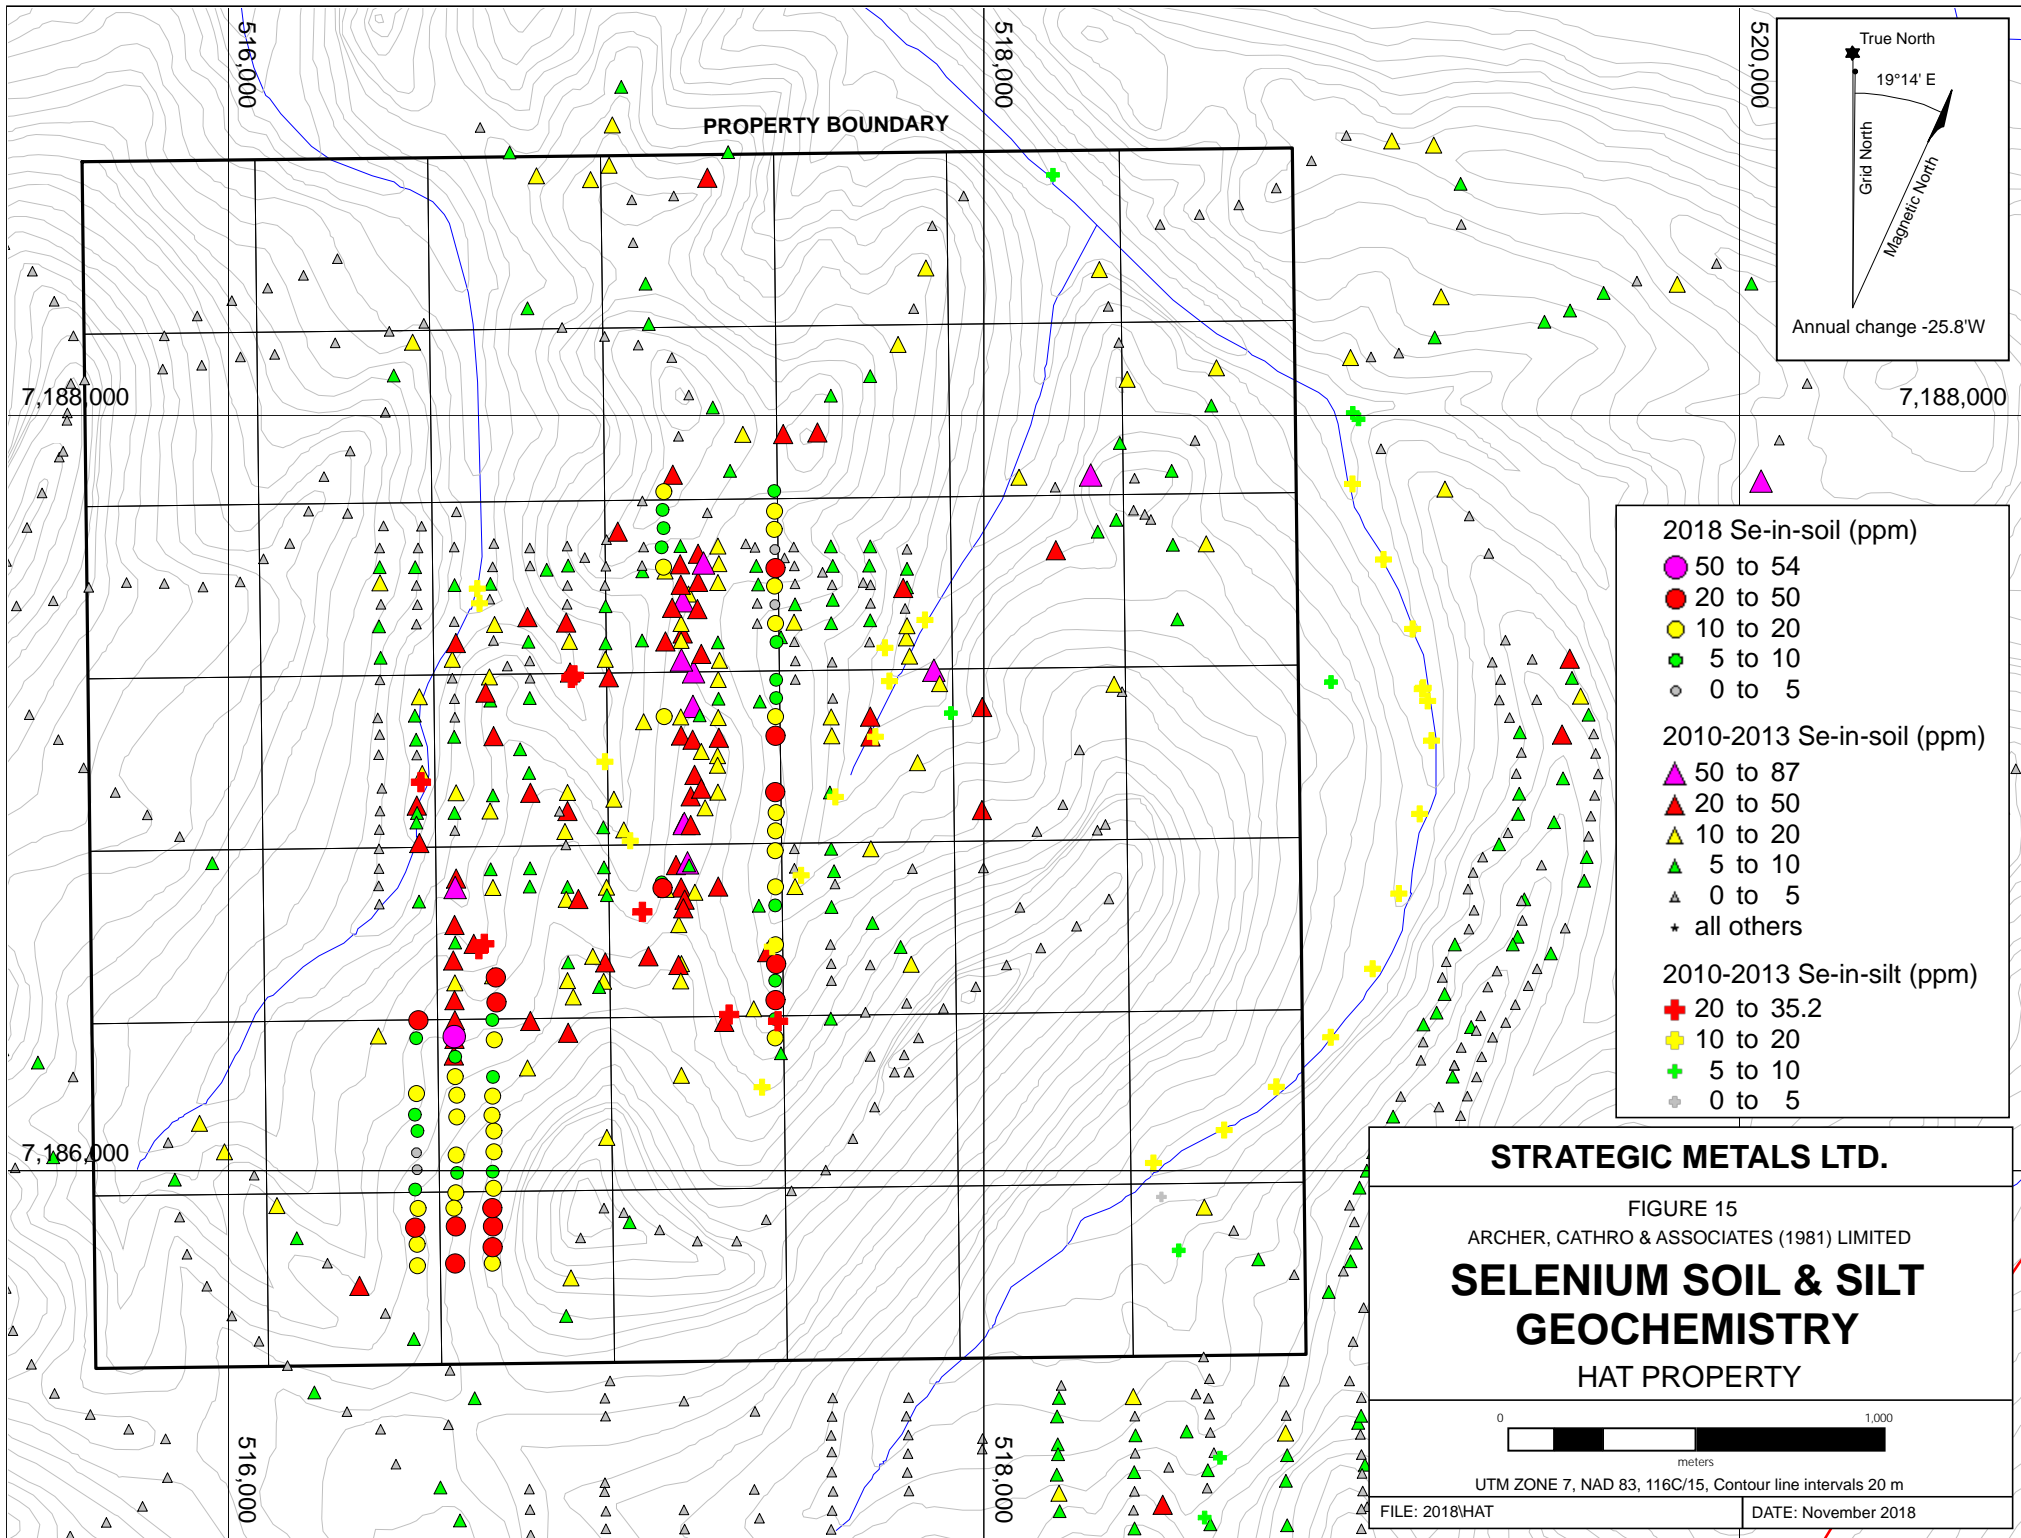 516,000
518,000
520,000
True North
19°14' E
Grid North
Magnetic North
Annual change -25.8'W
PROPERTY BOUNDARY
7,188,000
7,188,000
2018 Se-in-soil (ppm)
50 to 54
20 to 50
10 to 20
5 to 10
0 to 5
2010-2013 Se-in-soil (ppm)
50 to 87
20 to 50
10 to 20
5 to 10
0 to 5
all others
2010-2013 Se-in-silt (ppm)
20 to 35.2
10 to 20
5 to 10
0 to 5
7,186,000
STRATEGIC METALS LTD.
FIGURE 15
ARCHER, CATHRO & ASSOCIATES (1981) LIMITED
SELENIUM SOIL & SILT
GEOCHEMISTRY
HAT PROPERTY
0 1,000
meters
UTM ZONE 7, NAD 83, 116C/15, Contour line intervals 20 m
FILE: 2018\HAT DATE: November 2018
516,000
518,000